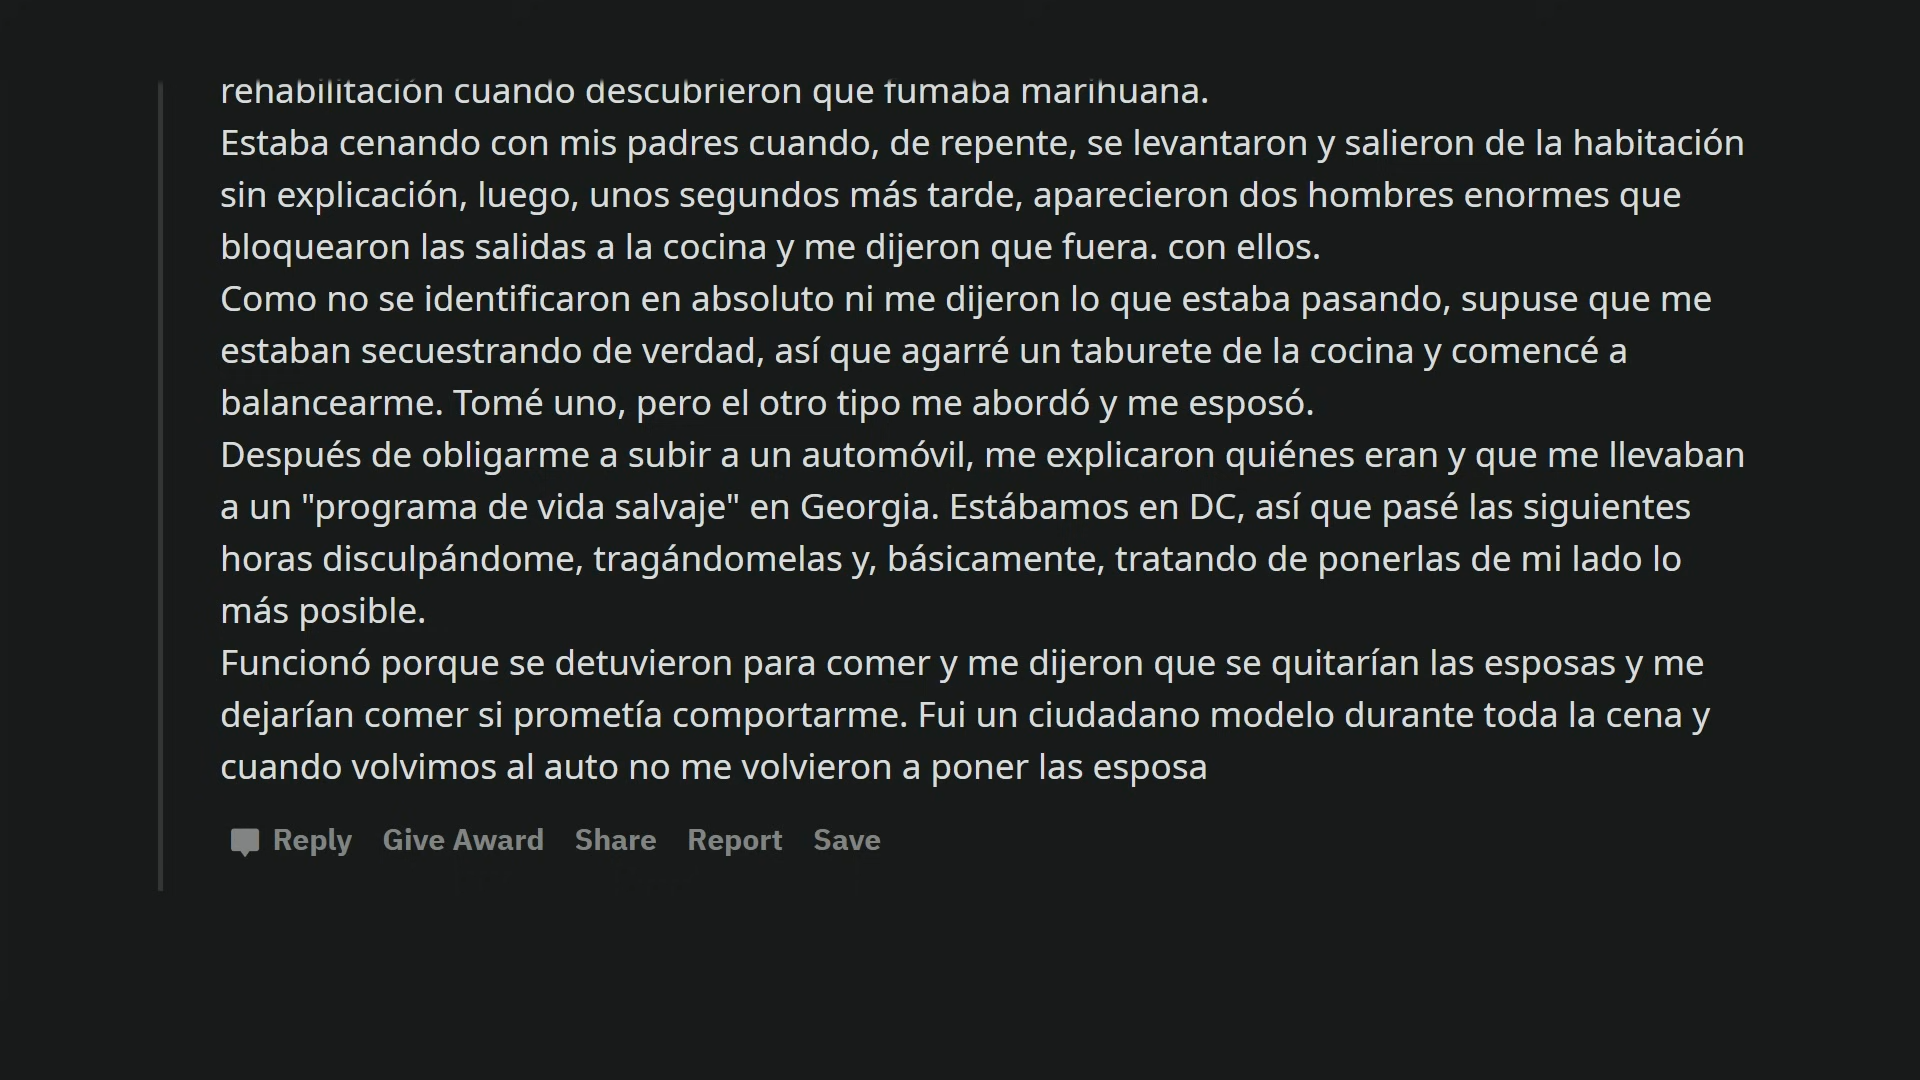 rehabilitación cuando descubrieron que fumaba marihuana.
Estaba cenando con mis padres cuando, de repente, se levantaron y salieron de la habitación
sin explicación, luego, unos segundos más tarde, aparecieron dos hombres enormes que
bloquearon las salidas a la cocina y me dijeron que fuera. con ellos.
Como no se identificaron en absoluto ni me dijeron lo que estaba pasando, supuse que me
estaban secuestrando de verdad, así que agarré un taburete de la cocina y comencé a
balancearme. Tomé uno, pero el otro tipo me abordó y me esposó.
Después de obligarme a subir a un automóvil, me explicaron quiénes eran y que me llevaban
a un "programa de vida salvaje" en Georgia. Estábamos en DC, así que pasé las siguientes
horas disculpándome, tragándomelas y, básicamente, tratando de ponerlas de mi lado lo
más posible.
Funcionó porque se detuvieron para comer y me dijeron que se quitarían las esposas y me
dejarían comer si prometía comportarme. Fui un ciudadano modelo durante toda la cena y
cuando volvimos al auto no me volvieron a poner las esposa
Reply Give Award Share Report Save